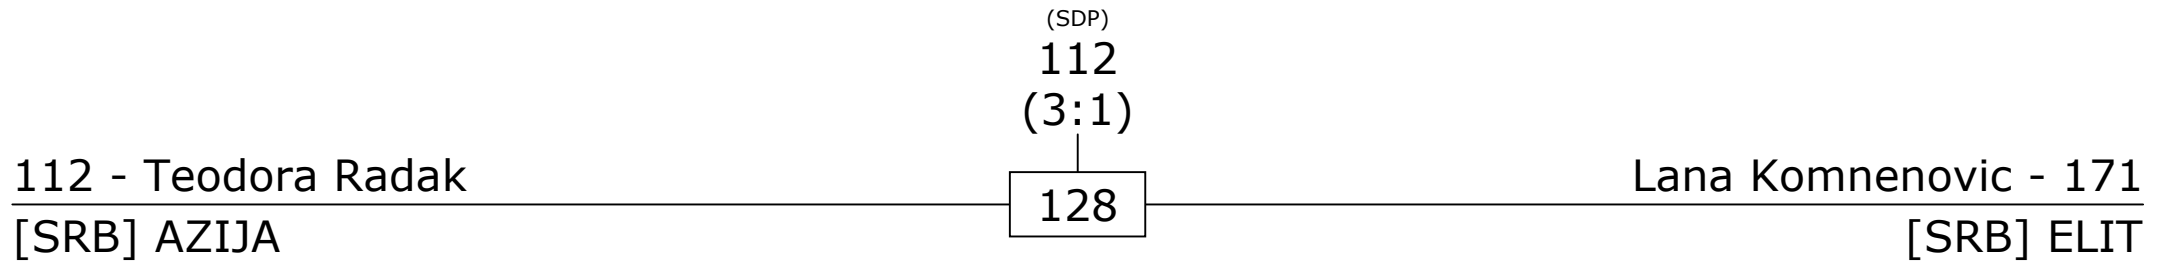 (SDP)
112
(3:1)
112 - Teodora Radak
128
Lana Komnenovic - 171
[SRB] AZIJA
[SRB] ELIT